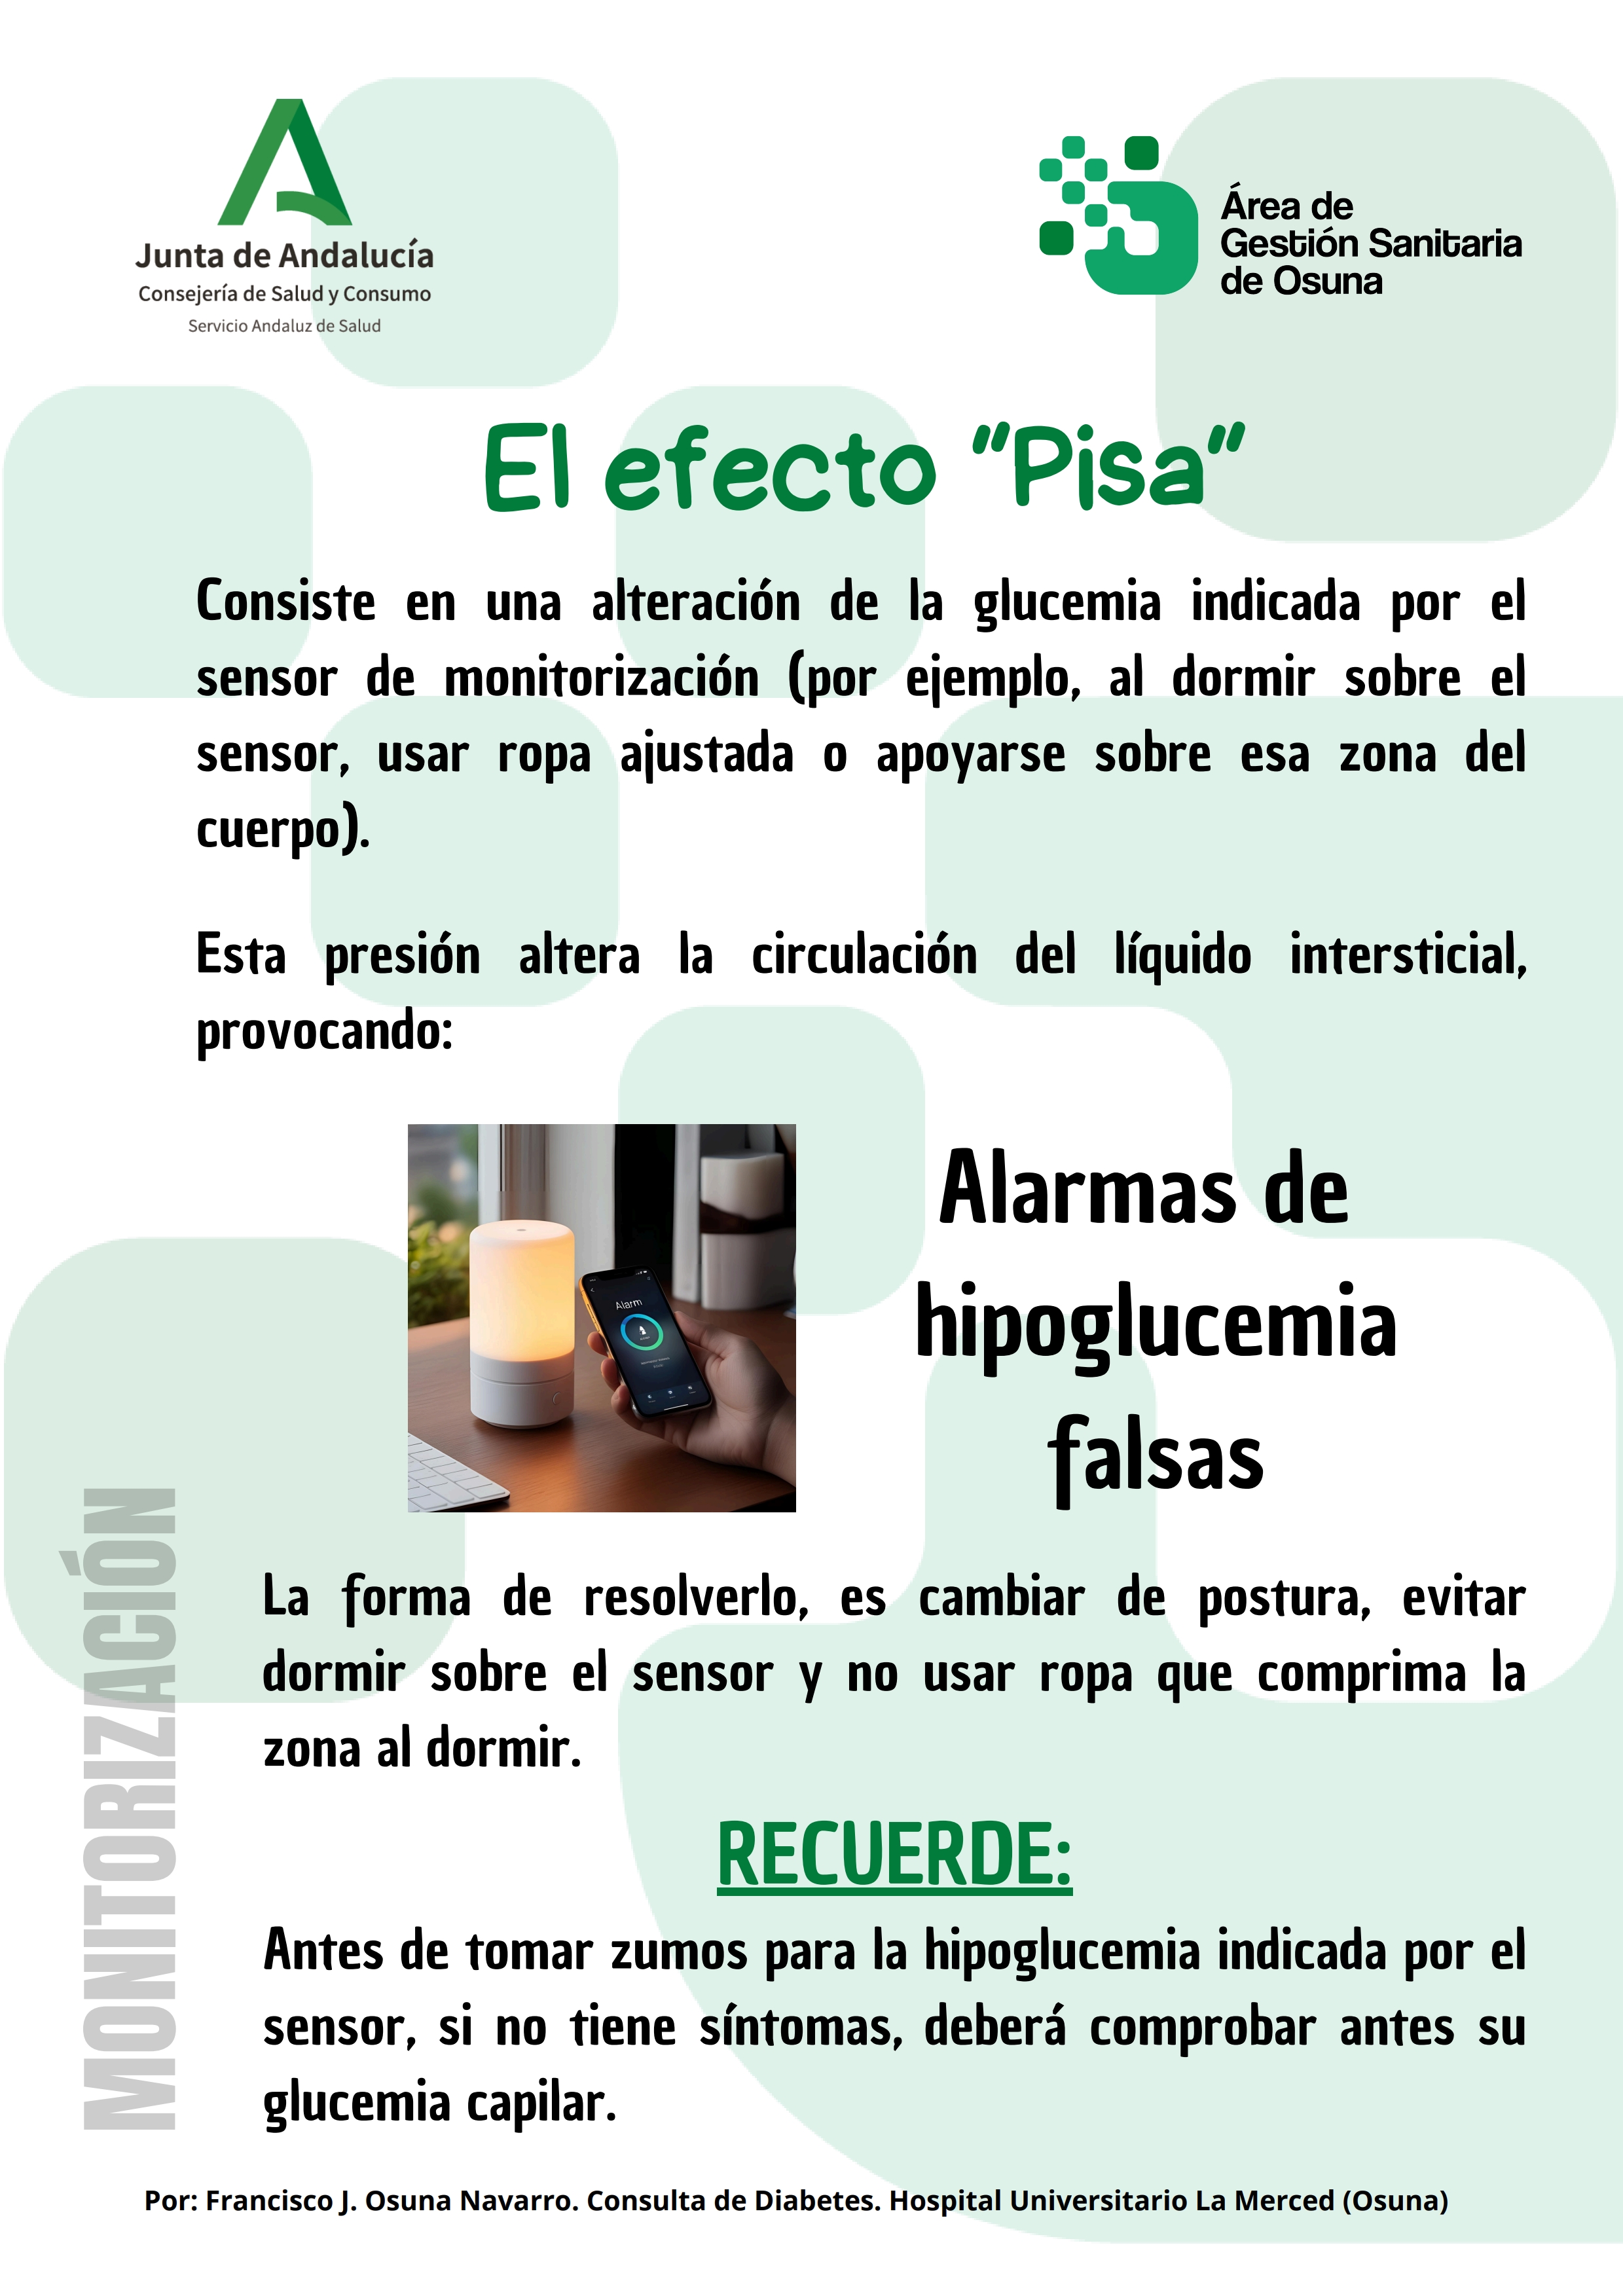 Junta de Andalucía
Consejería de Salud y Consumo
Servicio Andaluz de Salud
Área de
Gestión Sanitaria
de Osuna
El efecto "Pisa"
Consiste en una alteración de la glucemia indicada por el
sensor de monitorización (por ejemplo, al dormir sobre el
sensor, usar ropa ajustada o apoyarse sobre esa zona del
cuerpo).
Esta presión altera la circulación del líquido intersticial,
provocando:
Alarm
Alarmas de
hipoglucemia
falsas
La forma de resolverlo, es cambiar de postura, evitar
dormir sobre el sensor y no usar ropa que comprima la
zona al dormir.
RECUERDE:
Antes de tomar zumos para la hipoglucemia indicada por el
sensor, si no tiene síntomas, deberá comprobar antes su
glucemia capilar.
MONITORIZACIÓN
Por: Francisco J. Osuna Navarro. Consulta de Diabetes. Hospital Universitario La Merced (Osuna)